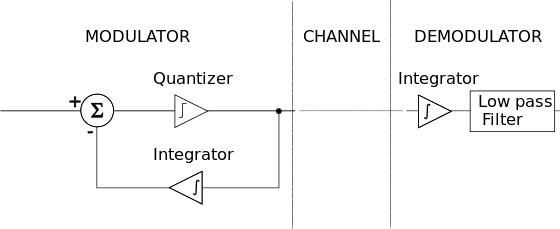 MODULATOR
CHANNEL
DEMODULATOR
Quantizer
Integrator
+
Σ
-
Low pass
Filter
Integrator
∫
∫